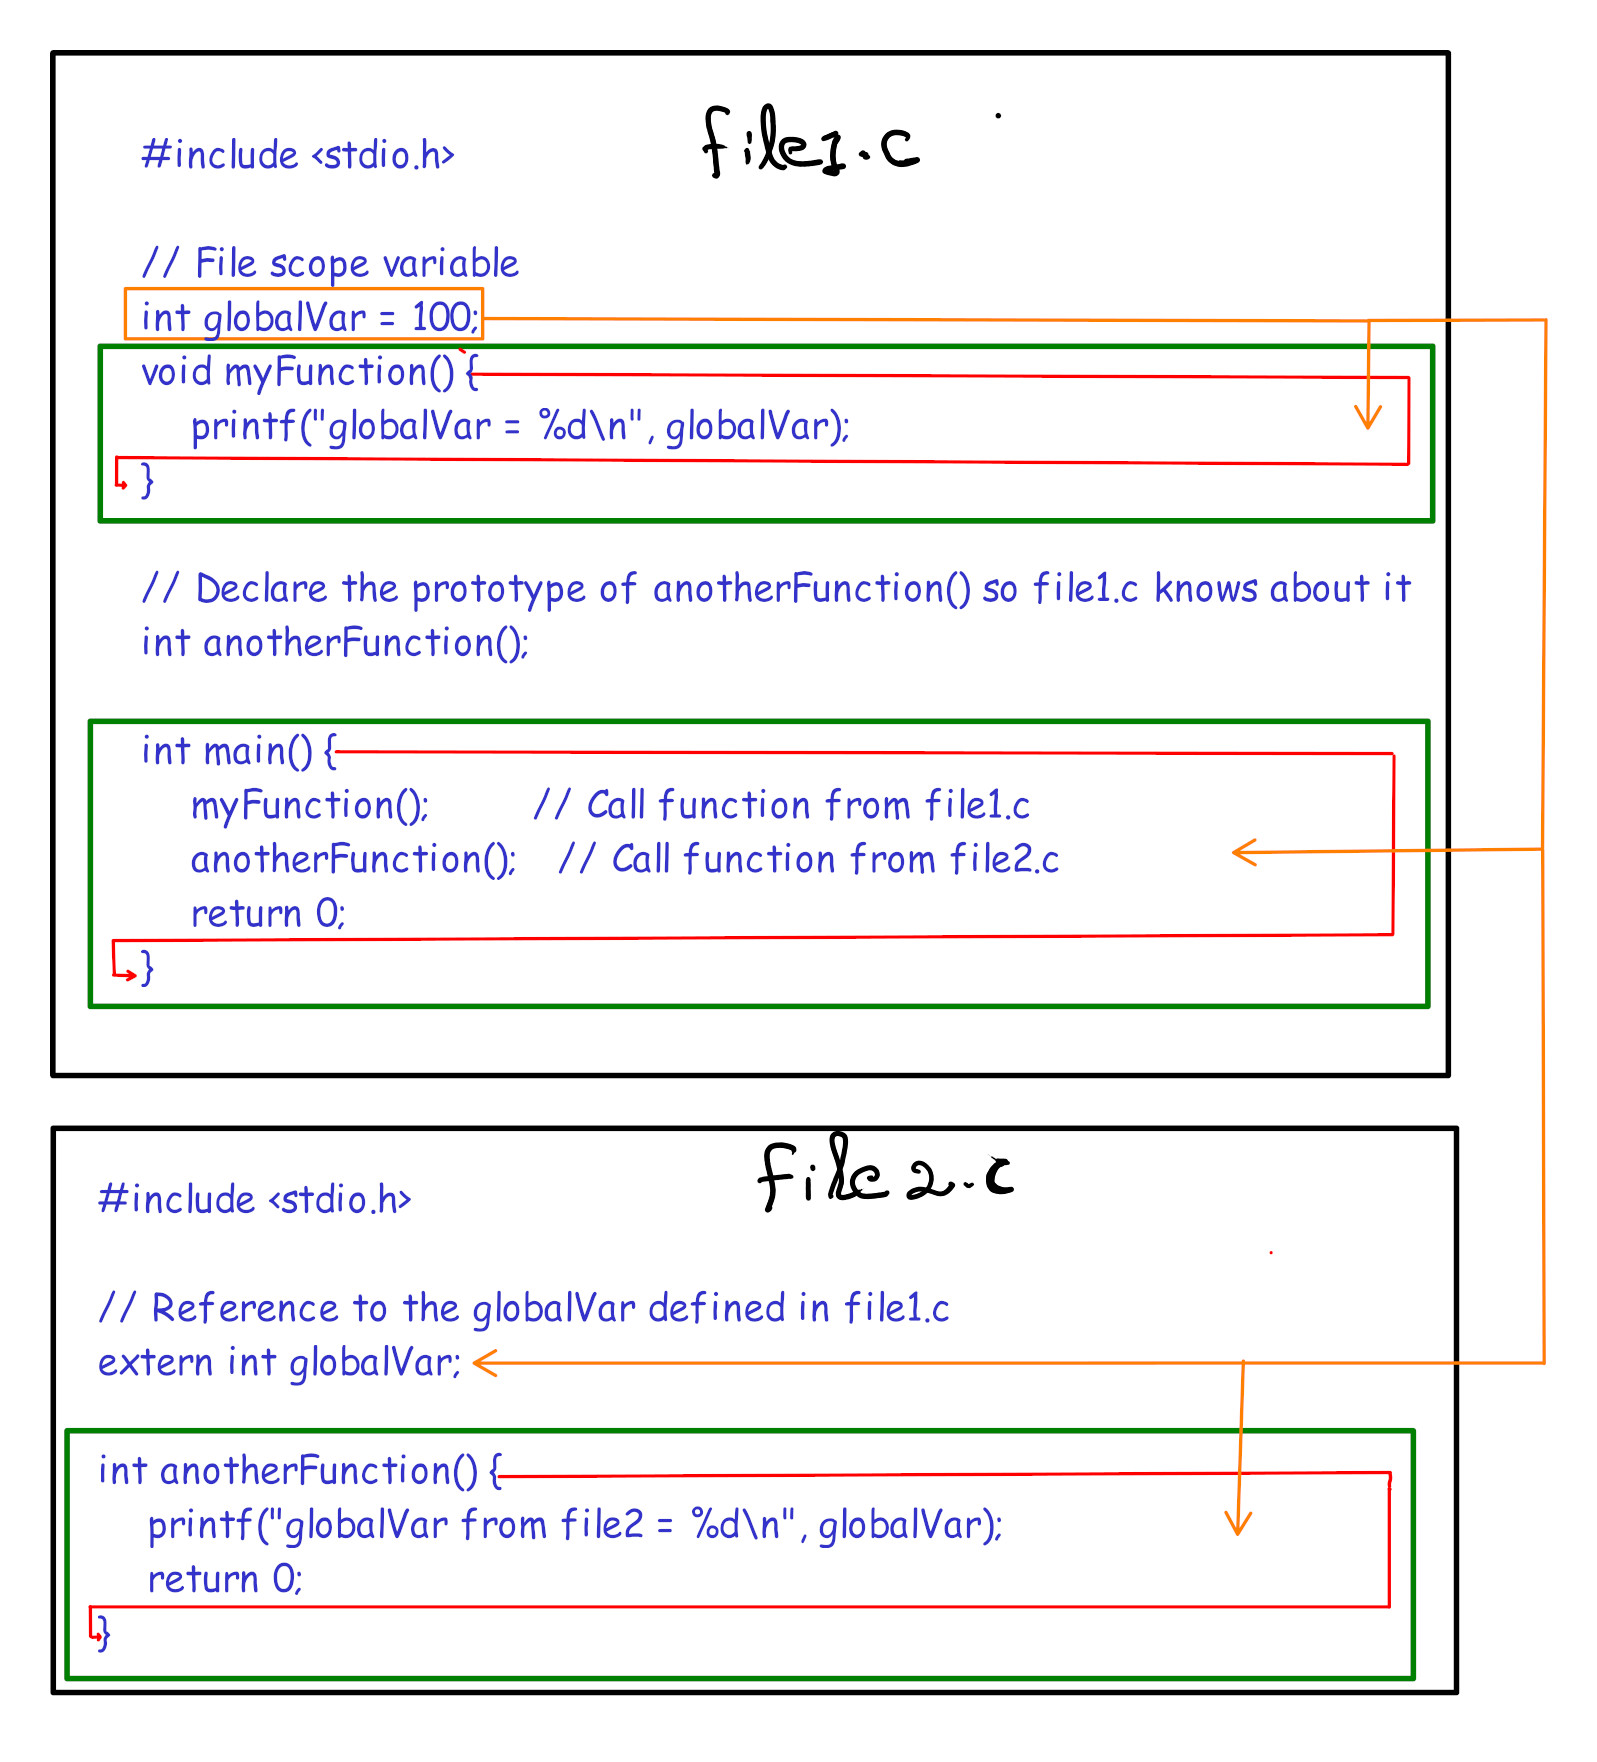 file1.c
#include <stdio.h>
// File scope variable
int globalVar = 100;
void myFunction() {
printf("globalVar = %d\n", globalVar);
}
// Declare the prototype of anotherFunction() so file1.c knows about it
int anotherFunction();
int main() {
myFunction(); // Call function from file1.c
anotherFunction(); // Call function from file2.c
return 0;
}
file2.c
#include <stdio.h>
// Reference to the globalVar defined in file1.c
extern int globalVar;
int anotherFunction() {
printf("globalVar from file2 = %d\n", globalVar);
return 0;
}